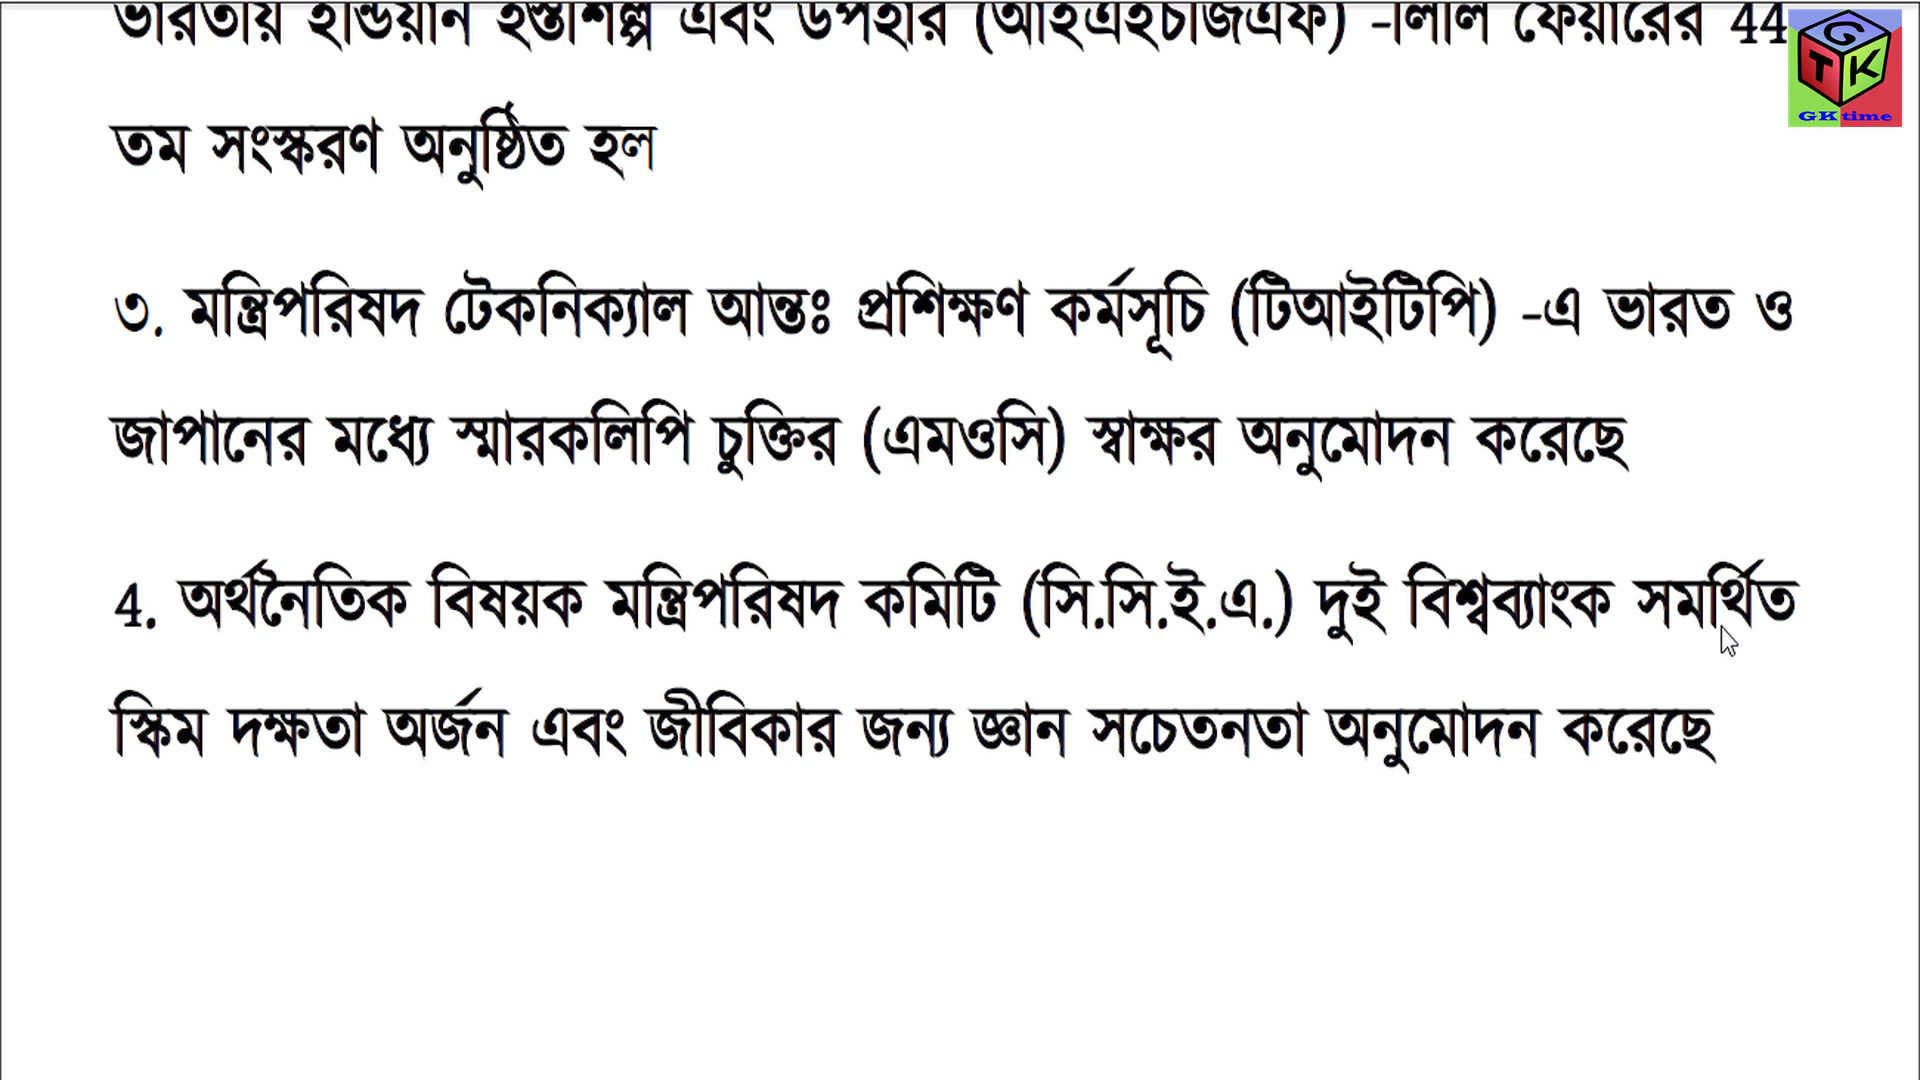 ভারতীয় ইন্ডিয়ান হস্তশিল্প এবং উপহার (আইএইচজিএফ) -দিল্লি ফেয়ারের 44
তম সংস্করণ অনুষ্ঠিত হল
৩. মন্ত্রিপরিষদ টেকনিক্যাল আন্তঃ প্রশিক্ষণ কর্মসূচি (টিআইটিপি) -এ ভারত ও
জাপানের মধ্যে স্মারকলিপি চুক্তির (এমওসি) স্বাক্ষর অনুমোদন করেছে
4. অর্থনৈতিক বিষয়ক মন্ত্রিপরিষদ কমিটি (সি.সি.ই.এ.) দুই বিশ্বব্যাংক সমর্থিত
স্কিম দক্ষতা অর্জন এবং জীবিকার জন্য জ্ঞান সচেতনতা অনুমোদন করেছে
G
T K
GK time